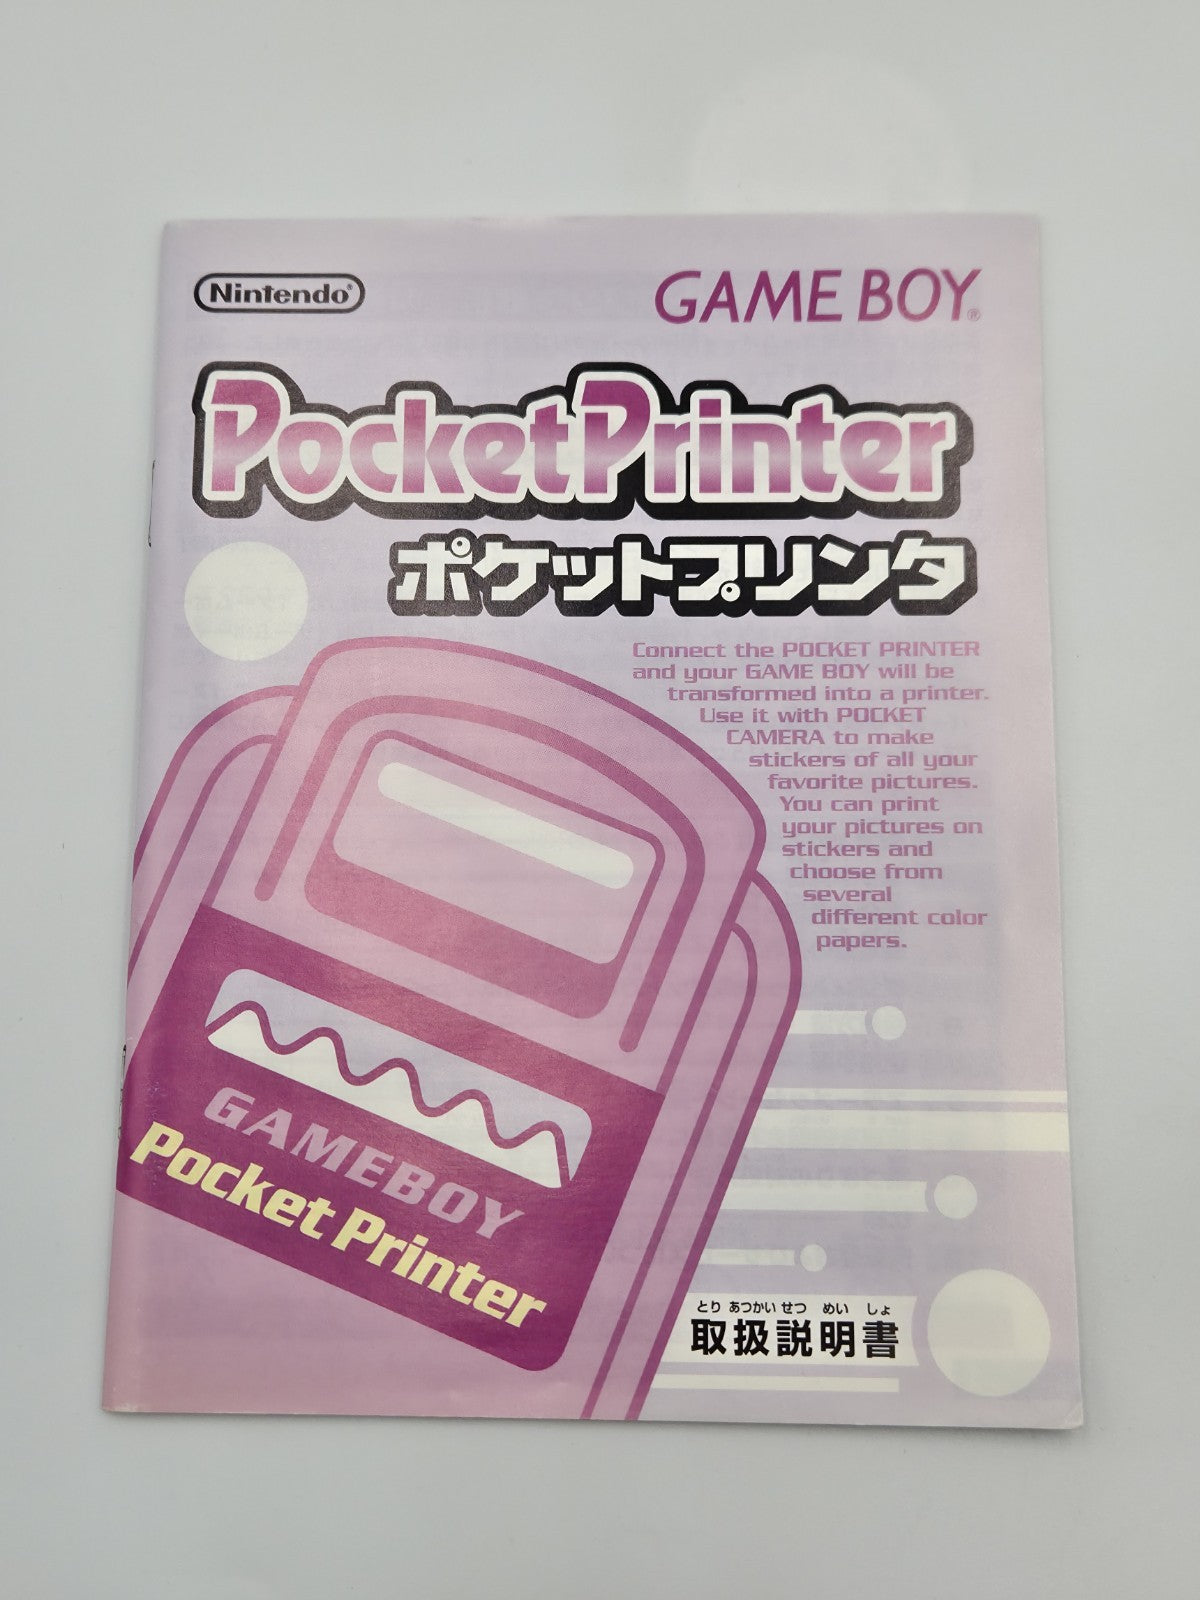 Nintendo®
GAME BOY®
PocketPrinter
ポケットプリンタ
Connect the POCKET PRINTER
and your GAME BOY will be
transformed into a printer.
Use it with POCKET
CAMERA to make
stickers of all your
favorite pictures.
You can print
your pictures on
stickers and
choose from
several
different color
papers.
GAMEBOY
Pocket Printer
とり あつかい せつ めい しょ
取扱説明書